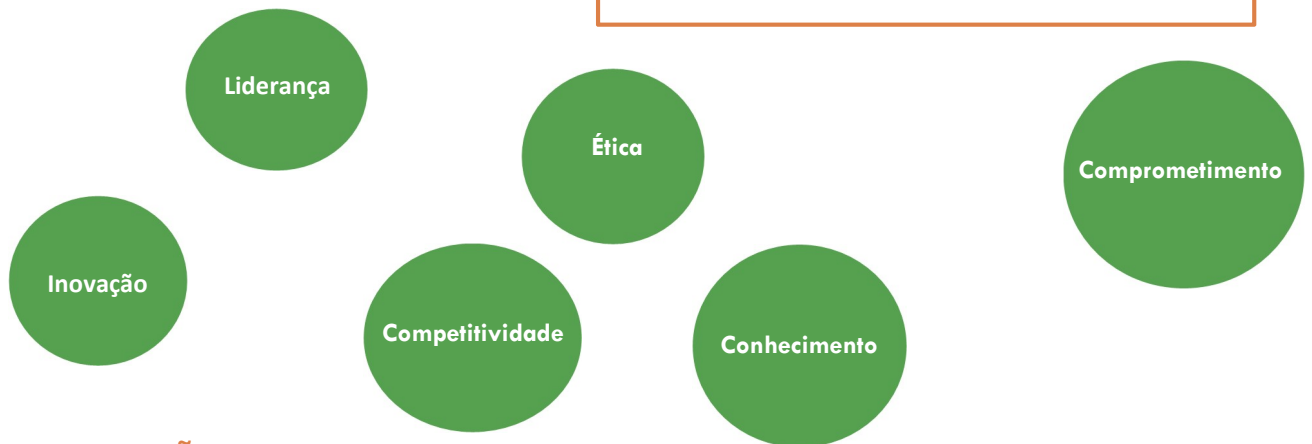 Liderança
Ética
Comprometimento
Inovação
Competitividade
Conhecimento